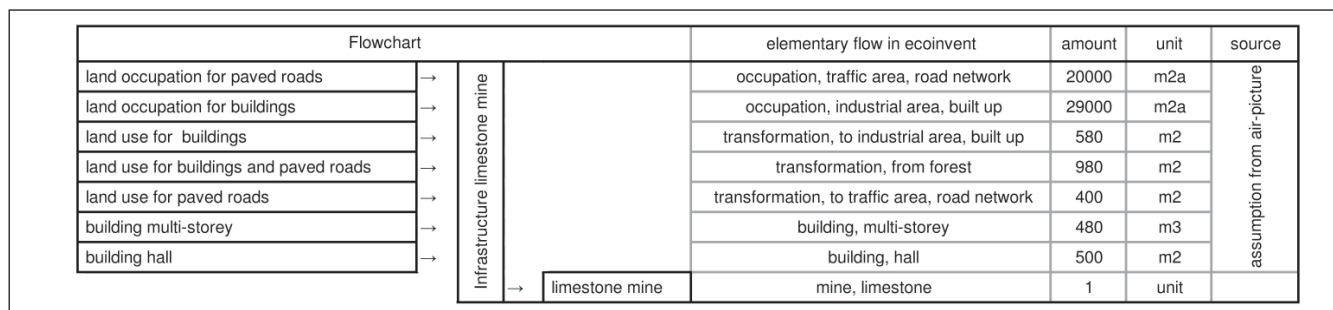 Flowchart elementary flow in ecoinvent amount unit source
land occupation for paved roads → occupation, traffic area, road network 20000 m2a
land occupation for buildings → occupation, industrial area, built up 29000 m2a
land use for buildings → transformation, to industrial area, built up 580 m2
land use for buildings and paved roads → transformation, from forest 980 m2
land use for paved roads → transformation, to traffic area, road network 400 m2
building multi-storey → building, multi-storey 480 m3
building hall → building, hall 500 m2
Infrastructure limestone mine
assumption from air-picture
→ limestone mine mine, limestone 1 unit